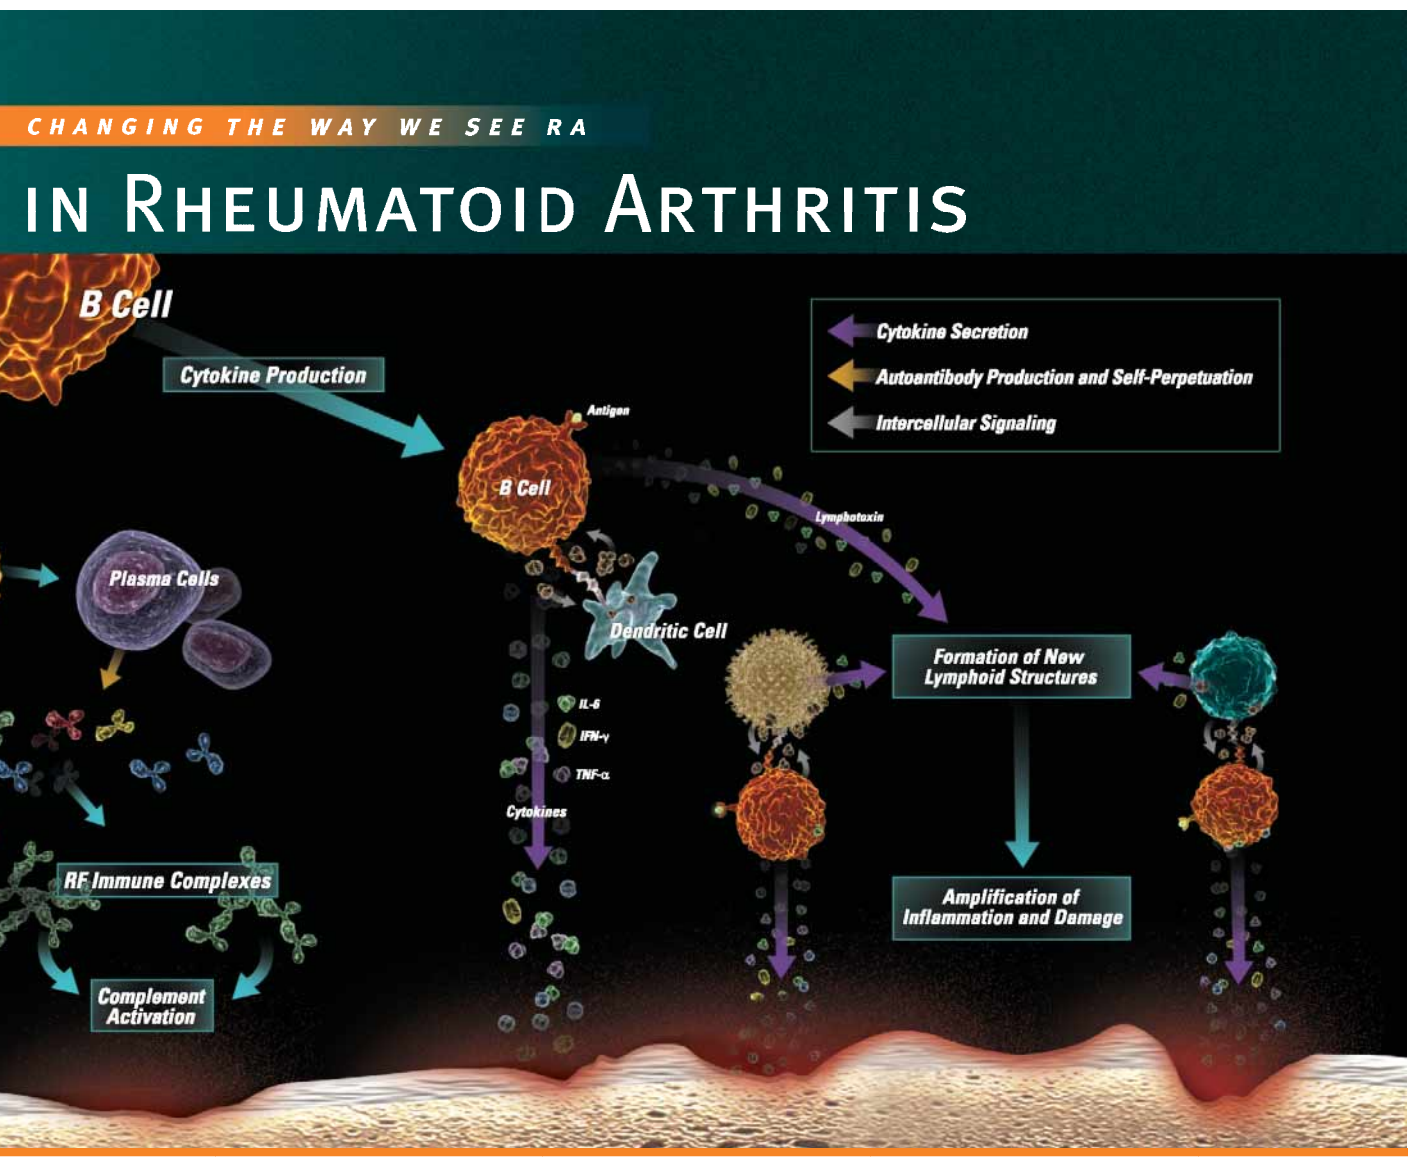 CHANGING THE WAY WE SEE RA
IN RHEUMATOID ARTHRITIS
B Cell
Cytokine Production
Cytokine Secretion
Autoantibody Production and Self-Perpetuation
Intercellular Signaling
Antigen
B Cell
Lymphotoxin
Plasma Cells
Dendritic Cell
Formation of New
Lymphoid Structures
IL-6
IFN-γ
TNF-α
Cytokines
RF Immune Complexes
Amplification of
Inflammation and Damage
Complement
Activation